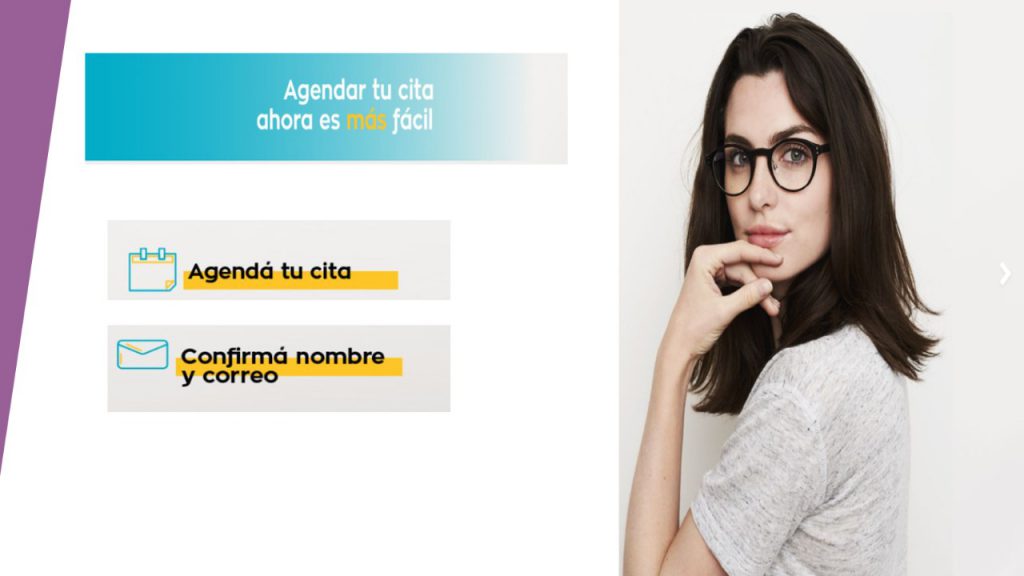 Agendar tu cita
ahora es más fácil
Agendá tu cita
Confirmá nombre
y correo